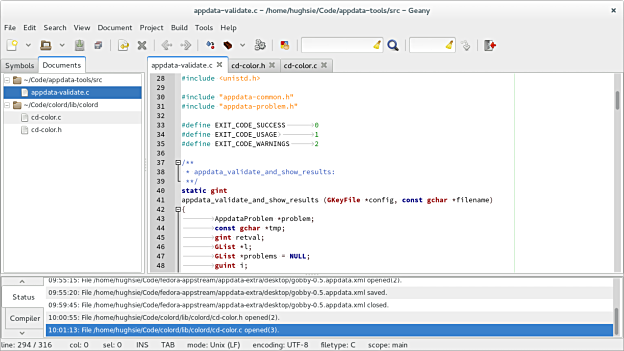 appdata-validate.c – /home/hughsie/Code/appdata-tools/src – Geany
File Edit Search View Document Project Build Tools Help
Symbols Documents
appdata-validate.c cd-color.h cd-color.c
~/Code/appdata-tools/src
appdata-validate.c
~/Code/colord/lib/colord
cd-color.c
cd-color.h
28 #include <unistd.h>
29
30 #include "appdata-common.h"
31 #include "appdata-problem.h"
32
33 #define EXIT_CODE_SUCCESS 0
34 #define EXIT_CODE_USAGE 1
35 #define EXIT_CODE_WARNINGS 2
36
37 /**
38 * appdata_validate_and_show_results:
39 **/
40 static gint
41 appdata_validate_and_show_results (GKeyFile *config, const gchar *filename)
42 {
43 AppdataProblem *problem;
44 const gchar *tmp;
45 gint retval;
46 GList *l;
47 GList *problems = NULL;
48 guint i;
Status
Compiler
09:55:15: File /home/hughsie/Code/fedora-appstream/appdata-extra/desktop/gobby-0.5.appdata.xml opened(2).
09:55:20: File /home/hughsie/Code/fedora-appstream/appdata-extra/desktop/gobby-0.5.appdata.xml saved.
09:59:45: File /home/hughsie/Code/fedora-appstream/appdata-extra/desktop/gobby-0.5.appdata.xml closed.
10:00:55: File /home/hughsie/Code/colord/lib/colord/cd-color.h opened(2).
10:01:13: File /home/hughsie/Code/colord/lib/colord/cd-color.c opened(3).
line: 294 / 316 col: 0 sel: 0 INS TAB mode: Unix (LF) encoding: UTF-8 filetype: C scope: main